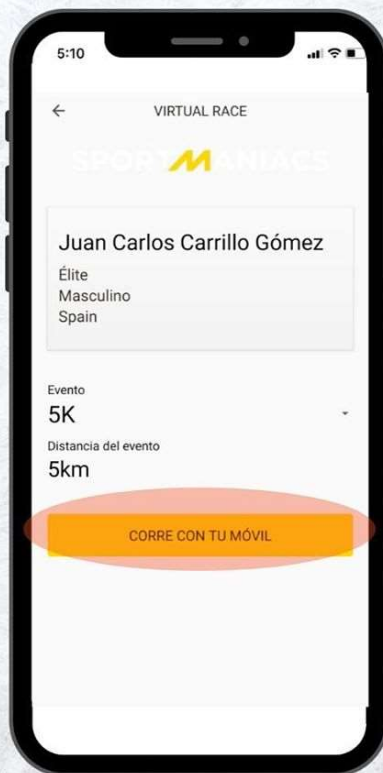 5:10
VIRTUAL RACE
SPORTMANIACS
Juan Carlos Carrillo Gómez
Élite
Masculino
Spain
Evento
5K
Distancia del evento
5km
CORRE CON TU MÓVIL